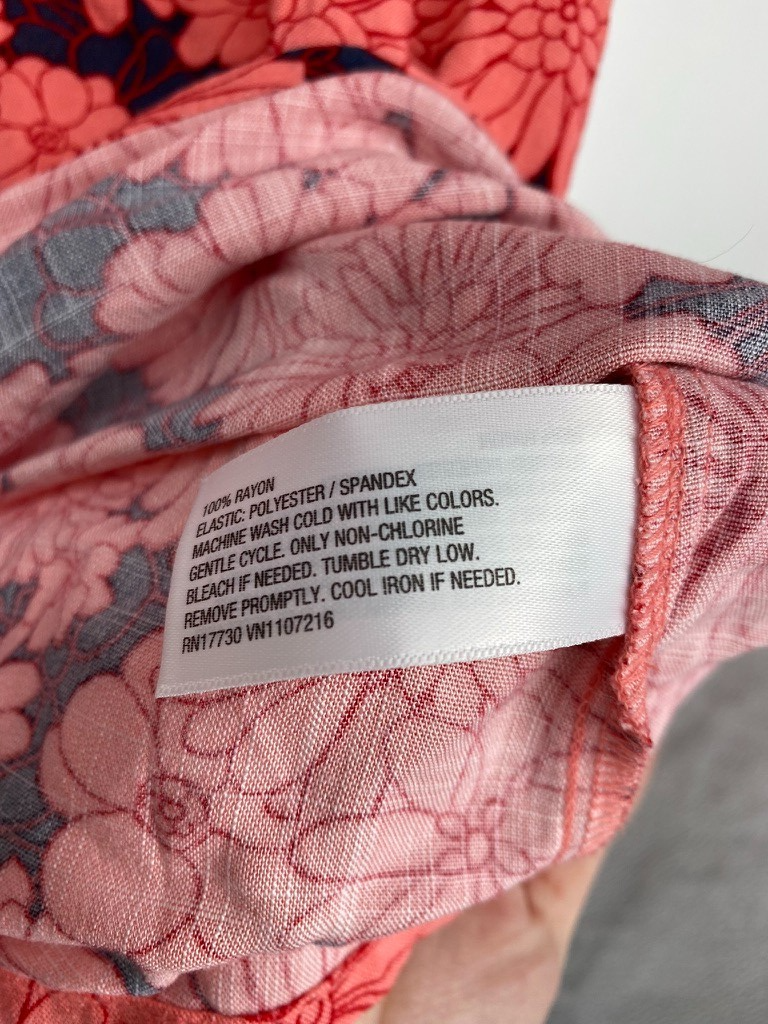 100% RAYON
ELASTIC: POLYESTER / SPANDEX
MACHINE WASH COLD WITH LIKE COLORS.
GENTLE CYCLE. ONLY NON-CHLORINE
BLEACH IF NEEDED. TUMBLE DRY LOW.
REMOVE PROMPTLY. COOL IRON IF NEEDED.
RN17730 VN1107216